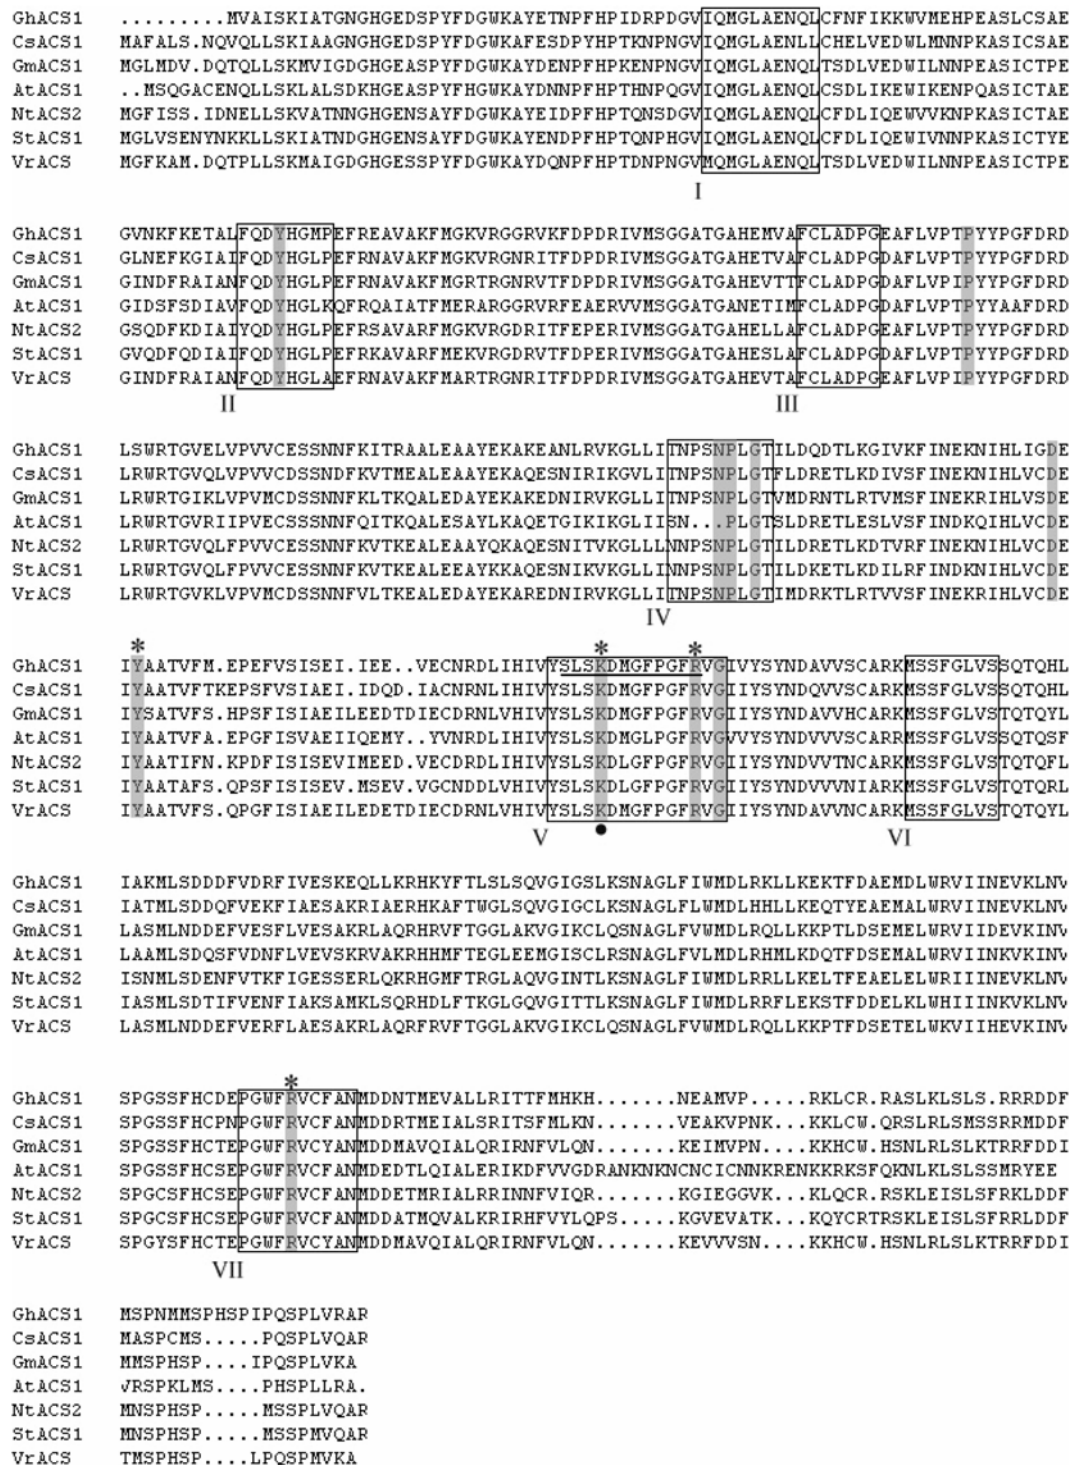 GhACS1 .........MVAISKIATGNGHGEDSPYFDGWKAYETNPFHPIDRPDGVIQMGLAENQLCFNFIKKWVMEHPEASLCSAE
CsACS1 MAFALS.NQVQLLSKIAAGNGHGEDSPYFDGWKAFESDPYHPTKNPNGVIQMGLAENLLCHELVEDWLMNNPKASICSAE
GmACS1 MGLMDV.DQTQLLSKMVIGDGHGEASPYFDGWKAYDENPFHPKENPNGVIQMGLAENQLTSDLVEDWILNNPEASICTPE
AtACS1 ..MSQGACENQLLSKLALSDKHGEASPYFHGWKAYDNNPFHPTHNPQGVIQMGLAENQLCSDLIKEWIKENPQASICTAE
NtACS2 MGFISS.IDNELLSKVATNNGHGENSAYFDGWKAYEIDPFHPTQNSDGVIQMGLAENQLCFDLIQEWVVKNPKASICTAE
StACS1 MGLVSENYNKKLLSKIATNDGHGENSAYFDGWKAYENDPFHPTQNPHGVIQMGLAENQLCFDLIQEWIVNNPKASICTYE
VrACS MGFKAM.DQTPLLSKMAIGDGHGESSPYFDGWKAYDQNPFHPTDNPNGVMQMGLAENQLTSDLVEDWILNNPEASICTPE
I
GhACS1 GVNKFKETALFQDYHGMPEFREAVAKFMGKVRGGRVKFDPDRIVMSGGATGAHEMVAFCLADPGEAFLVPTPYYPGFDRD
CsACS1 GLNEFKGIAIFQDYHGLPEFRNAVAKFMGKVRGNRITFDPDRIVMSGGATGAHETVAFCLADPGDAFLVPTPYYPGFDRD
GmACS1 GINDFRAIANFQDYHGLPEFRNAVAKFMGRTRGNRVTFDPDRIVMSGGATGAHEVTTFCLADPGDAFLVPIPYYPGFDRD
AtACS1 GIDSFSDIAVFQDYHGLKQFRQAIATFMERARGGRVRFEAERVVMSGGATGANETIMFCLADPGDAFLVPTPYYAAFDRD
NtACS2 GSQDFKDIAIYQDYHGLPEFRSAVARFMGKVRGDRITFEPERIVMSGGATGAHELLAFCLADPGDAFLVPTPYYPGFDRD
StACS1 GVQDFQDIAIFQDYHGLPEFRKAVARFMEKVRGDRVTFDPERIVMSGGATGAHESLAFCLADPGDAFLVPTPYYPGFDRD
VrACS GINDFRAIANFQDYHGLAEFRNAVAKFMARTRGNRITFDPDRIVMSGGATGAHEVTAFCLADPGEAFLVPIPYYPGFDRD
II III
GhACS1 LSWRTGVELVPVVCESSNNFKITRAALEAAYEKAKEANLRVKGLLITNPSNPLGTILDQDTLKGIVKFINEKNIHLIGDE
CsACS1 LRWRTGVQLVPVVCESSNDFKVTMEALEAAYEKAQESNIRIKGVLITNPSNPLGTFLDRETLKDIVSFINEKNIHLVCDE
GmACS1 LRWRTGIKLVPVMCDSSNNFKLTKQALEDAYEKAKEDNIRVKGLLITNPSNPLGTVMDRNTLRTVMSFINEKRIHLVSDE
AtACS1 LRWRTGVRIIPVECSSSNNFQITKQALESAYLKAQETGIKIKGLIISN...PLGTSLDRETLESLVSFINDKQIHLVCDE
NtACS2 LRWRTGVQLFPVVCESSNNFKVTKEALEAAYQKAQESNITVKGLLLNNPSNPLGTILDRETLKDTVRFINEKNIHLVCDE
StACS1 LRWRTGVQLFPVVCESSNNFKVTKEALEEAYKKAQESNIKVKGLLINNPSNPLGTILDKETLKDILRFINDKNIHLVCDE
VrACS LRWRTGVKLVPVMCDSSNNFVLTKEALEDAYEKAREDNIRVKGLLITNPSNPLGTIMDRKTLRTVVSFINEKRIHLVCDE
IV
* * *
GhACS1 IYAATVFM.EPEFVSISEI.IEE..VECNRDLIHIVYSLSKDMGFPGFRVGIVYSYNDAVVSCARKMSSFGLVSSQTQHL
CsACS1 IYAATVFTKEPSFVSIAEI.IDQD.IACNRNLIHIVYSLSKDMGFPGFRVGIIYSYNDQVVSCARKMSSFGLVSSQTQHL
GmACS1 IYSATVFS.HPSFISIAEILEEDTDIECDRNLVHIVYSLSKDMGFPGFRVGIIYSYNDAVVHCARKMSSFGLVSTQTQYL
AtACS1 IYAATVFA.EPGFISVAEIIQEMY..YVNRDLIHIVYSLSKDMGLPGFRVGVVYSYNDVVVSCARKMSSFGLVSSQTQSF
NtACS2 IYAATIFN.KPDFISISEVIMEED.VECRDLIHIVYSLSKDLGFPGFRVGIIYSYNDVVTNCARKMSSFGLVSTQTQFL
StACS1 IYAATAFS.QPSFISISEV.MSEV.VGCNDDLVHIVYSLSKDLGFPGFRVGIIYSYNDVVVNIARKMSSFGLVSTQTQRL
VrACS IYAATVFS.QPGFISIAEILEDETDIECDRNLVHIVYSLSKDMGFPGFRVGIIYSYNDAVVNCARKMSSFGLVSTQTQYL
V ● VI
GhACS1 IAKMLSDDDFVDRFIVESKEQLLKRHKYFTLSLSQVGIGSLKSNAGLFIWMDLRKLLKEKTFDAEMDLWRVIINEVKLNV
CsACS1 IATMLSDDQFVEKFIAESAKRIAERHKAFTWGLSQVGIGCLKSNAGLFLWMDLHHLLKEQTYEAEMALWRVIINEVKLNV
GmACS1 LASMLNDDEFVESFLVESAKRLAQRHRVFTGGLAKVGIKCLQSNAGLFVWMDLRQLLKKPTLDSEMELWRVIIDEVKINV
AtACS1 LAAMLSDQSFVDNFLVEVSKRVAKRHHMFTEGLEEMGISCLRSNAGLFVLMDLRHMLKDQTFDSEMALWRVIINKVKINV
NtACS2 ISNMLSDENFVTKFIGESSERLQKRHGMFTRGLAQVGINTLKSNAGLFIWMDLRRLLKELTFEAELELWRIIINEVKLNV
StACS1 IASMLSDTIFVENFIAKSAMKLSQRHDLFTKGLGQVGITTLKSNAGLFIWMDLRRFLEKSTFDDELKLWHIIINKVKLNV
VrACS LASMLNDDEFVERFLAESAKRLAQRFRVFTGGLAKVGIKCLQSNAGLFVWMDLRQLLKKPTFDSETELWKVIIHEVKINV
*
GhACS1 SPGSSFHCDEPGWFRVCFANMDDNTMEVALLRITTFMHKH.......NEAMVP.....RKLCR.RASLKLSLS.RRRDDF
CsACS1 SPGSSFHCPNPGWFRVCFANMDDRTMEIALSRITSFMLKN.......VEAKVPNK...KKLCW.QRSLRLSMSSRRMDDF
GmACS1 SPGSSFHCTEPGWFRVCYANMDDMAVQIALQRIRNFVLQN.......KEIMVPN....KKHCW.HSNLRLSLKTRRFDDI
AtACS1 SPGSSFHCSEPGWFRVCFANMDEDTLQIALERIKDFVVGDRANKNKNCNCICNNKRENKKRKSFQKNLKLSLSSMRYEE
NtACS2 SPGCSFHCSEPGWFRVCFANMDDETMRIALRRINNFVIQR.......KGIEGGVK...KLQCR.RSKLEISLSFRKLDDF
StACS1 SPGCSFHCSEPGWFRVCFANMDDATMQVALKRIRHFVYLQPS.....KGVEVATK...KQYCRTRSKLEISLSFRRLDDF
VrACS SPGYSFHCTEPGWFRVCYANMDDMAVQIALQRIRNFVLQN.......KEVVVSN....KKHCW.HSNLRLSLKTRRFDDI
VII
GhACS1 MSPNMMSPHSPIPQSPLVRAR
CsACS1 MASPCMS.....PQSPLVQAR
GmACS1 MMSPHSP....IPQSPLVKA
AtACS1 VRSPKLMS....PHSPLLRA.
NtACS2 MNSPHSP.....MSSPLVQAR
StACS1 MNSPHSP.....MSSPMVQAR
VrACS TMSPHSP....LPQSPMVKA